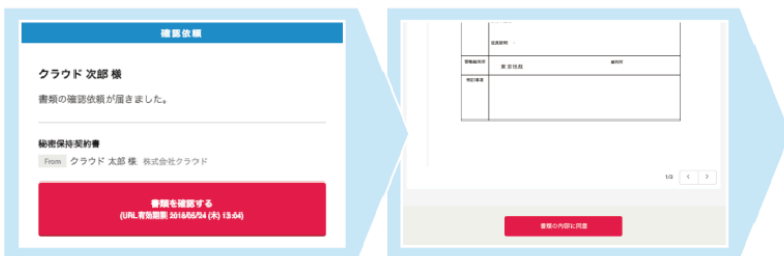 確認依頼
クラウド 次郎 様
書類の確認依頼が届きました。
秘密保持契約書
From クラウド 太郎 様 株式会社クラウド
書類を確認する
(URL有効期限 2018/05/24 (木) 13:04)
特記事項
1/3
書類の内容に同意